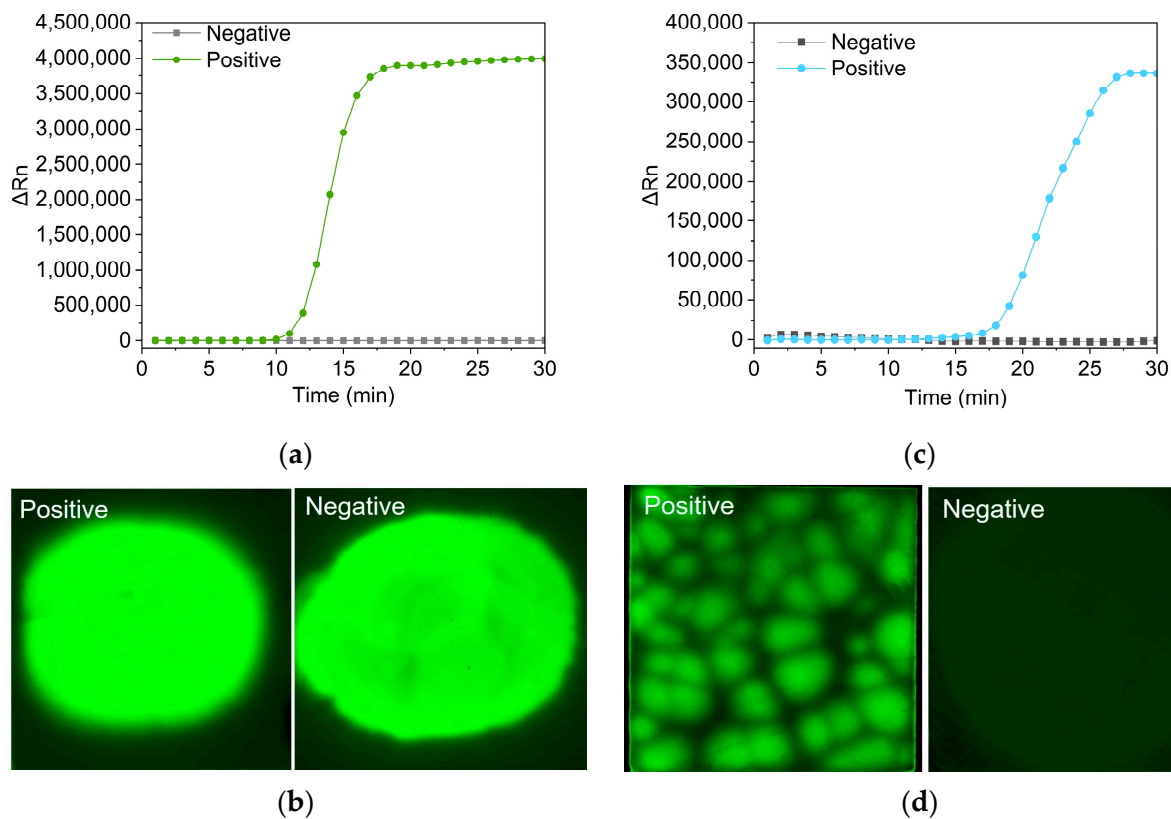 4,500,000
4,000,000
3,500,000
3,000,000
2,500,000
2,000,000
1,500,000
1,000,000
500,000
0
ΔRn
Negative
Positive
0 5 10 15 20 25 30
Time (min)
(a)
400,000
350,000
300,000
250,000
200,000
150,000
100,000
50,000
0
ΔRn
Negative
Positive
0 5 10 15 20 25 30
Time (min)
(c)
Positive
Negative
(b)
Positive
Negative
(d)